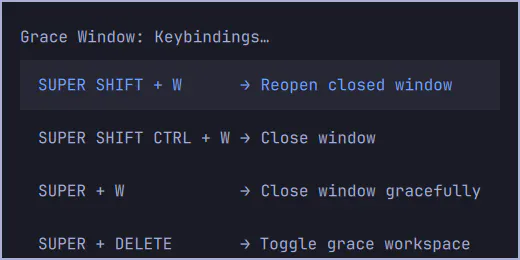 Grace Window: Keybindings…
SUPER SHIFT + W → Reopen closed window
SUPER SHIFT CTRL + W → Close window
SUPER + W → Close window gracefully
SUPER + DELETE → Toggle grace workspace